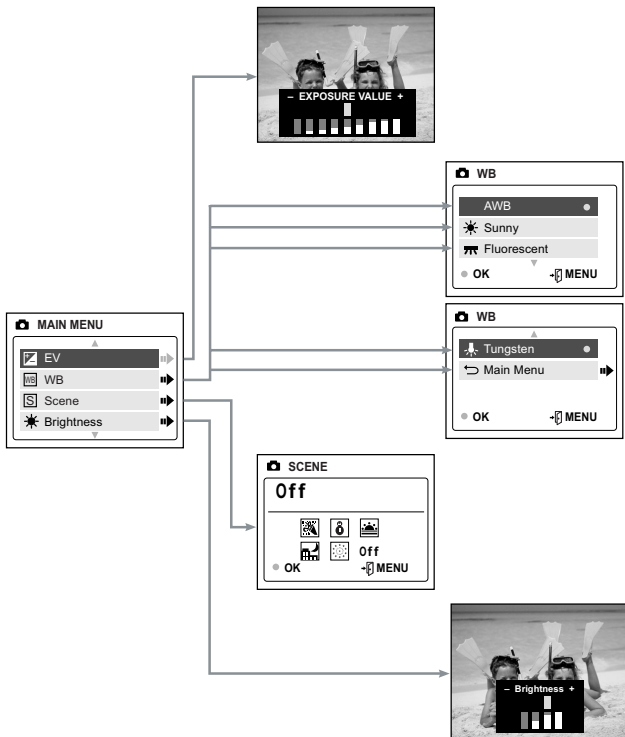 – EXPOSURE VALUE +
WB
AWB
Sunny
Fluorescent
OK MENU
MAIN MENU
EV
WB WB
S Scene
Brightness
WB
Tungsten
Main Menu
OK MENU
SCENE
Off
Off
OK MENU
– Brightness +